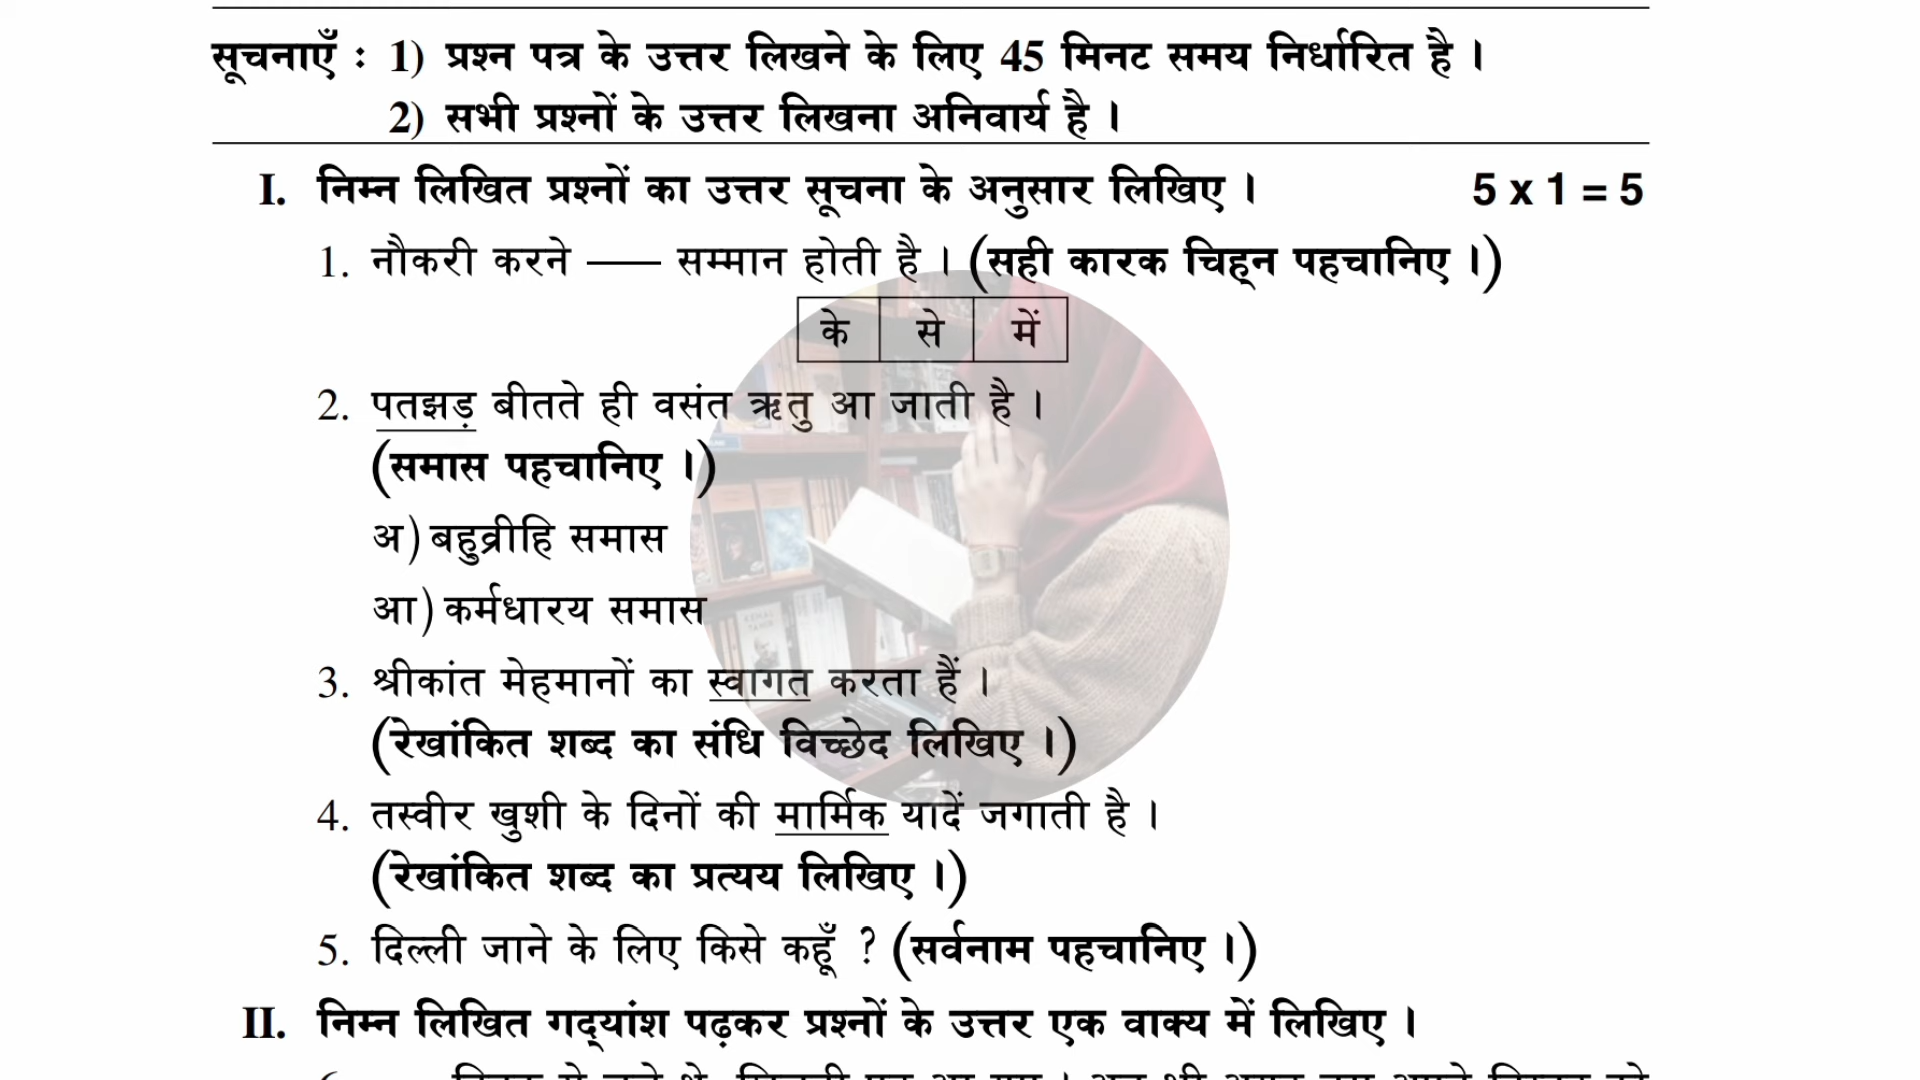 सूचनाएँ : 1) प्रश्न पत्र के उत्तर लिखने के लिए 45 मिनट समय निर्धारित है ।
2) सभी प्रश्नों के उत्तर लिखना अनिवार्य है ।
I. निम्न लिखित प्रश्नों का उत्तर सूचना के अनुसार लिखिए । 5 x 1 = 5
1. नौकरी करने —— सम्मान होती है । (सही कारक चिह्‌न पहचानिए ।)
के से में
2. पतझड़ बीतते ही वसंत ऋतु आ जाती है ।
(समास पहचानिए ।)
अ) बहुव्रीहि समास
आ) कर्मधारय समास
3. श्रीकांत मेहमानों का स्वागत करता हैं ।
(रेखांकित शब्द का संधि विच्छेद लिखिए ।)
4. तस्वीर खुशी के दिनों की मार्मिक यादें जगाती है ।
(रेखांकित शब्द का प्रत्यय लिखिए ।)
5. दिल्ली जाने के लिए किसे कहूँ ? (सर्वनाम पहचानिए ।)
II. निम्न लिखित गद्‌यांश पढ़कर प्रश्नों के उत्तर एक वाक्य में लिखिए ।